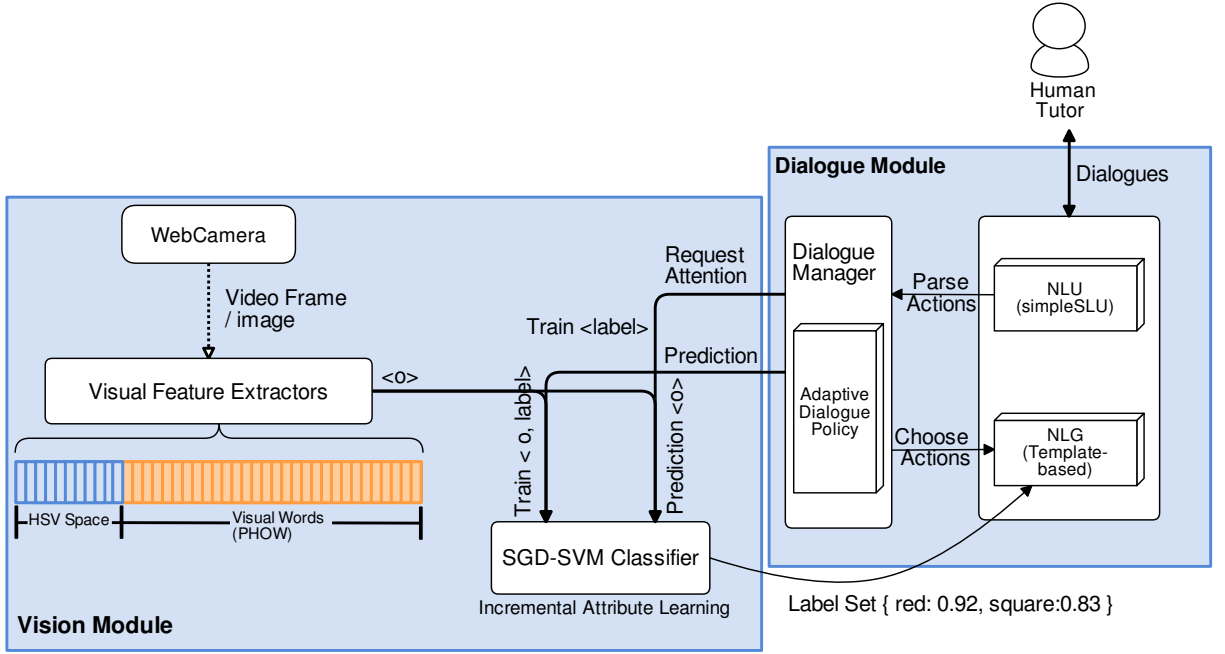 Human
Tutor
Dialogue Module
Dialogues
WebCamera
Request
Attention
Dialogue
Manager
Parse
Actions
NLU
(simpleSLU)
Video Frame
/ image
Train <label>
Prediction
Visual Feature Extractors
<o>
Train < o, label>
Prediction <o>
Adaptive
Dialogue
Policy
Choose
Actions
NLG
(Template-
based)
HSV Space
Visual Words
(PHOW)
SGD-SVM Classifier
Incremental Attribute Learning
Label Set { red: 0.92, square:0.83 }
Vision Module